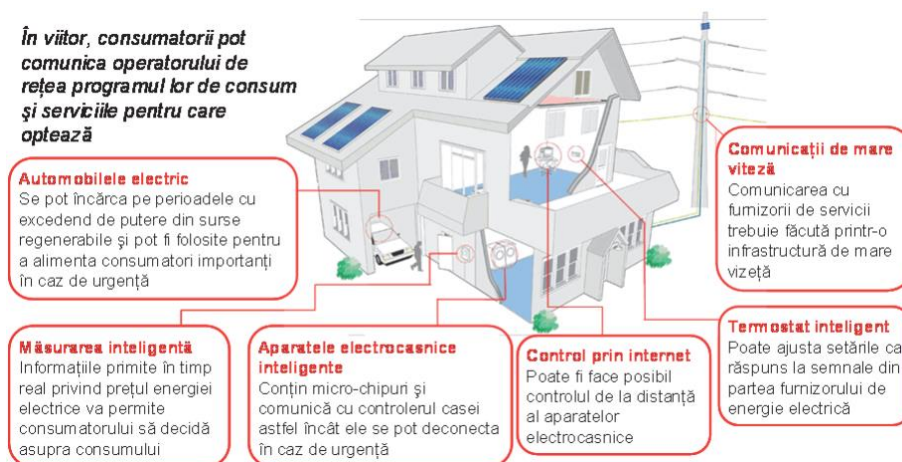 În viitor, consumatorii pot
comunica operatorului de
rețea programul lor de consum
și serviciile pentru care
optează
Automobilele electric
Se pot încărca pe perioadele cu
excedend de putere din surse
regenerabile și pot fi folosite pentru
a alimenta consumatori importanți
în caz de urgență
Comunicații de mare
viteză
Comunicarea cu
furnizorii de servicii
trebuie făcută printr-o
infrastructură de mare
vizeță
Măsurarea inteligentă
Informațiile primite în timp
real privind prețul energiei
electrice va permite
consumatorului să decidă
asupra consumului
Aparatele electrocasnice
inteligente
Conțin micro-chipuri și
comunică cu controlerul casei
astfel încât ele se pot deconecta
în caz de urgență
Control prin internet
Poate fi face posibil
controlul de la distanță
al aparatelor
electrocasnice
Termostat inteligent
Poate ajusta setările ca
răspuns la semnale din
partea furnizorului de
energie electrică